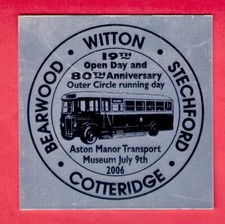 WITTON
BEARWOOD • STECHFORD •
19TH
Open Day and
80TH Anniversary
Outer Circle running day
Aston Manor Transport
Museum July 9th
2006
COTTERIDGE